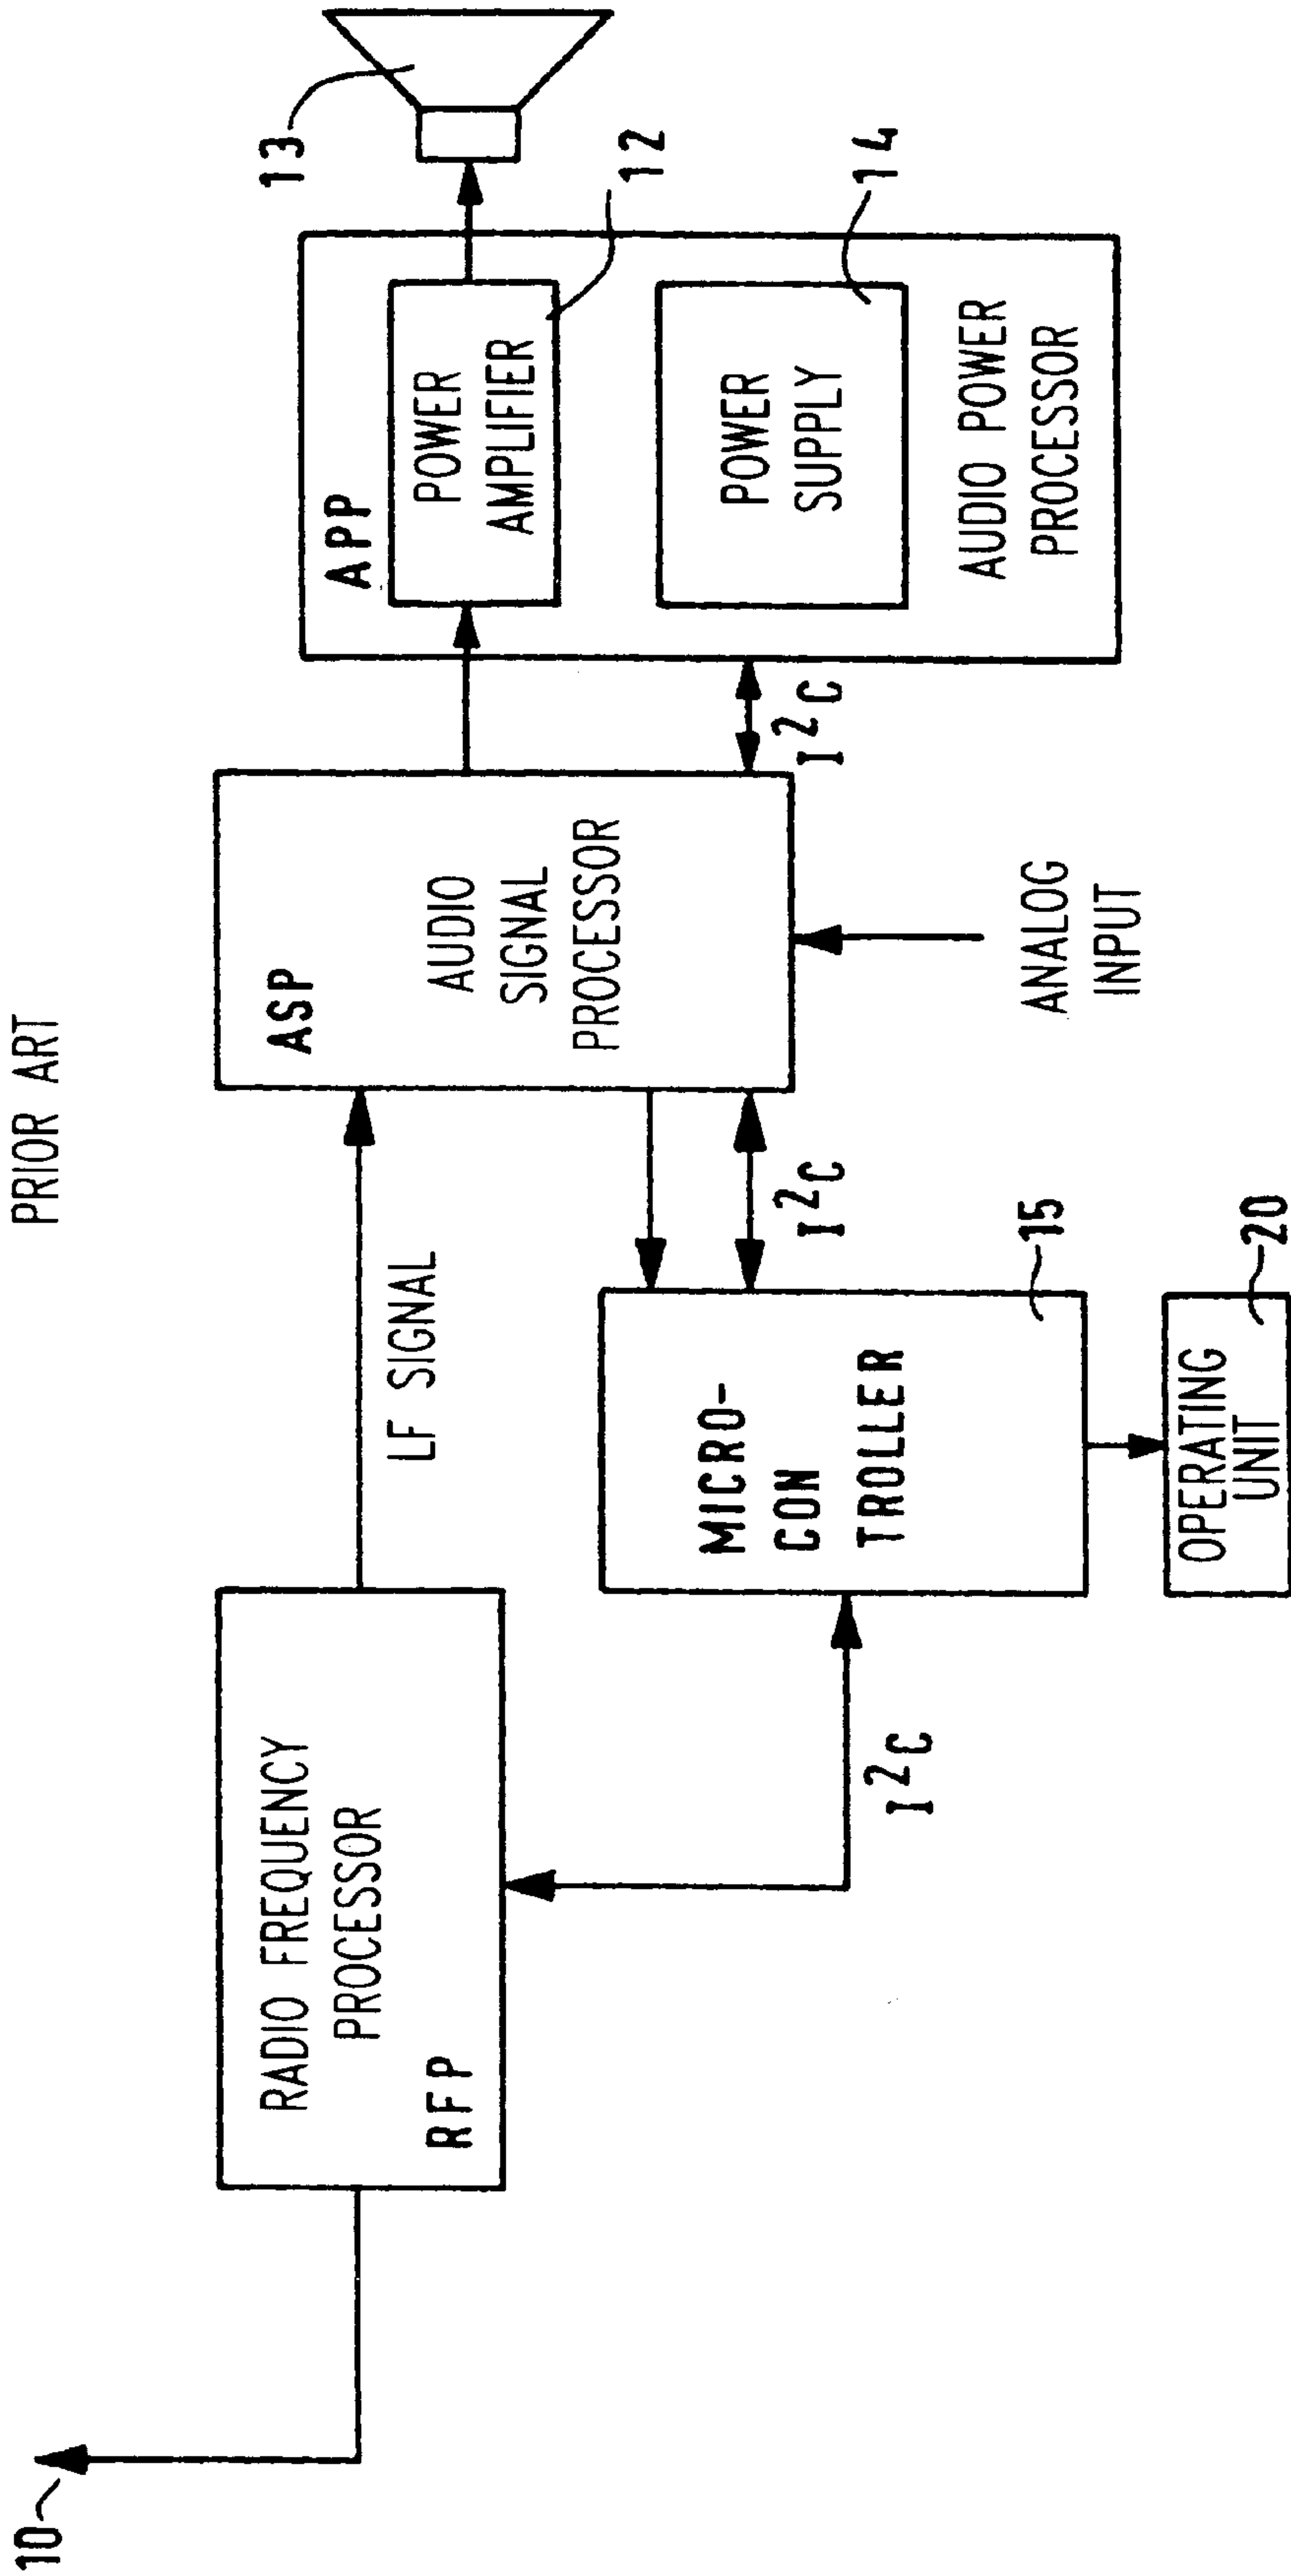 PRIOR ART
10
RADIO FREQUENCY
PROCESSOR
RFP
LF SIGNAL
I²C
MICRO-
CON
TROLLER
15
OPERATING
UNIT
20
I²C
ASP
AUDIO
SIGNAL
PROCESSOR
ANALOG
INPUT
I²C
APP
POWER
AMPLIFIER
12
POWER
SUPPLY
14
AUDIO POWER
PROCESSOR
13